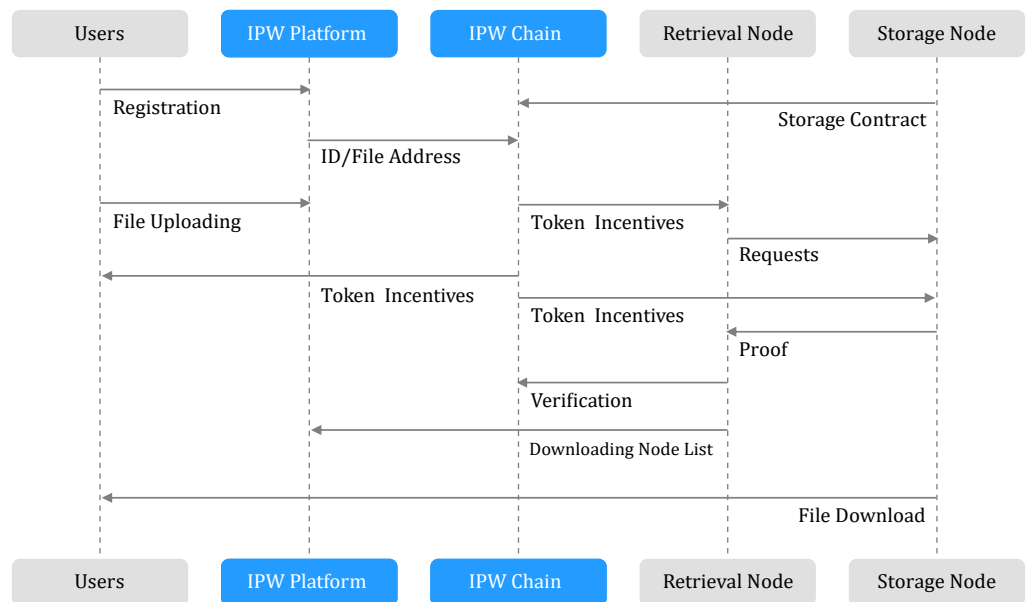 Users
IPW Platform
IPW Chain
Retrieval Node
Storage Node
Registration
Storage Contract
ID/File Address
File Uploading
Token Incentives
Requests
Token Incentives
Token Incentives
Proof
Verification
Downloading Node List
File Download
Users
IPW Platform
IPW Chain
Retrieval Node
Storage Node